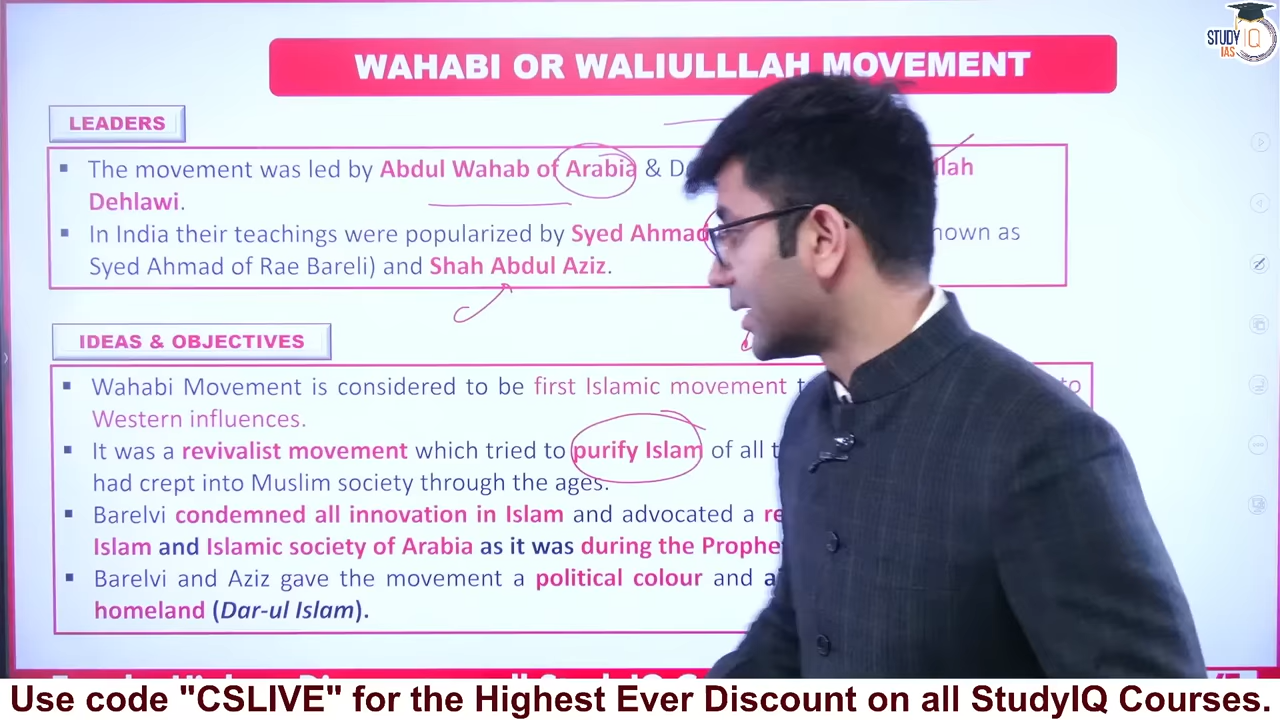 STUDY IQ
IAS
WAHABI OR WALIULLLAH MOVEMENT
LEADERS
▪ The movement was led by Abdul Wahab of Arabia & llah
Dehlawi.
▪ In India their teachings were popularized by Syed Ahmad nown as
Syed Ahmad of Rae Bareli) and Shah Abdul Aziz.
IDEAS & OBJECTIVES
▪ Wahabi Movement is considered to be first Islamic movement to
Western influences.
▪ It was a revivalist movement which tried to purify Islam of all
had crept into Muslim society through the ages.
▪ Barelvi condemned all innovation in Islam and advocated a
Islam and Islamic society of Arabia as it was during the Prophe
▪ Barelvi and Aziz gave the movement a political colour and
homeland (Dar-ul Islam).
Use code "CSLIVE" for the Highest Ever Discount on all StudyIQ Courses.